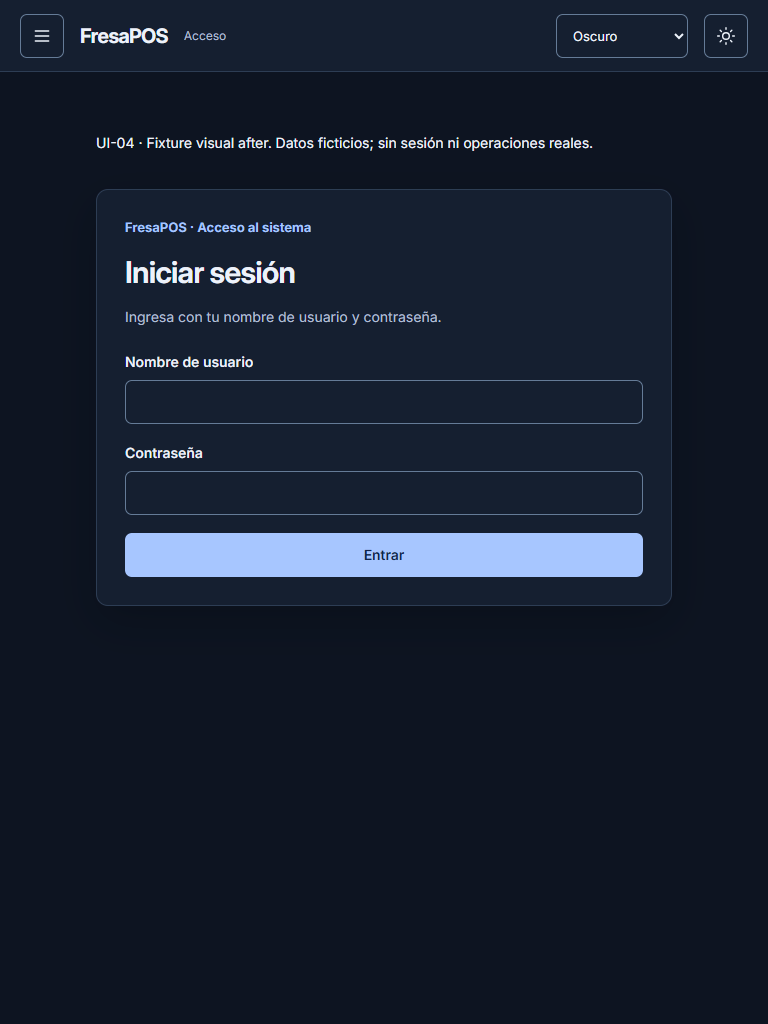 FresaPOS
Acceso
Oscuro
UI-04 · Fixture visual after. Datos ficticios; sin sesión ni operaciones reales.
FresaPOS · Acceso al sistema
Iniciar sesión
Ingresa con tu nombre de usuario y contraseña.
Nombre de usuario
Contraseña
Entrar